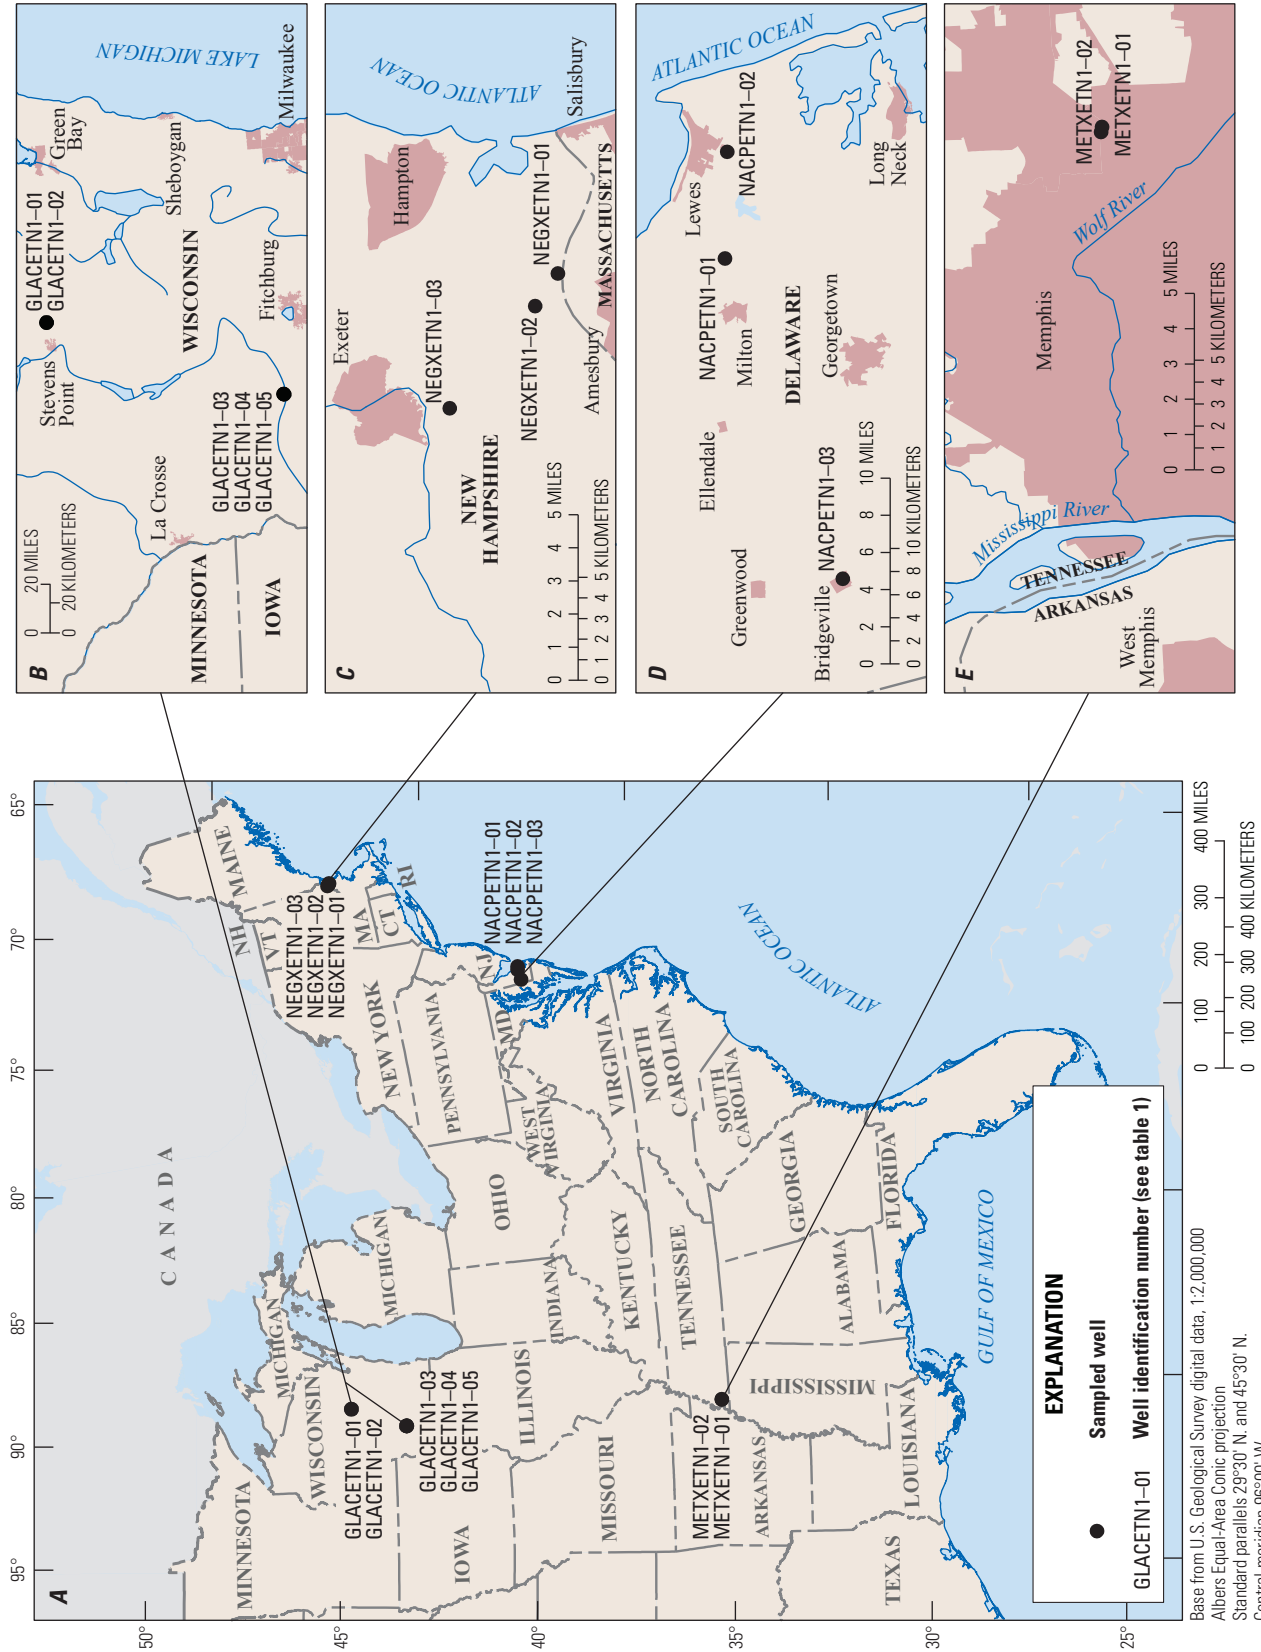 A
95°
90°
85°
80°
75°
70°
65°
50°
45°
40°
35°
30°
25°
CANADA
MINNESOTA
WISCONSIN
MICHIGAN
MICHIGAN
IOWA
ILLINOIS
INDIANA
OHIO
PENNSYLVANIA
NEW YORK
VT
NH
MAINE
MA
CT
RI
NJ
MD
WEST
VIRGINIA
VIRGINIA
KENTUCKY
MISSOURI
TENNESSEE
NORTH
CAROLINA
SOUTH
CAROLINA
ARKANSAS
MISSISSIPPI
ALABAMA
GEORGIA
FLORIDA
LOUISIANA
TEXAS
GULF OF MEXICO
ATLANTIC OCEAN
GLACETN1–01
GLACETN1–02
GLACETN1–03
GLACETN1–04
GLACETN1–05
NEGXETN1–03
NEGXETN1–02
NEGXETN1–01
NACPETN1–01
NACPETN1–02
NACPETN1–03
METXETN1–02
METXETN1–01
EXPLANATION
Sampled well
GLACETN1–01 Well identification number (see table 1)
0 100 200 300 400 MILES
0 100 200 300 400 KILOMETERS
Base from U.S. Geological Survey digital data, 1:2,000,000
Albers Equal-Area Conic projection
Standard parallels 29°30' N. and 45°30' N.
B
0 20 MILES
0 20 KILOMETERS
MINNESOTA
IOWA
WISCONSIN
LAKE MICHIGAN
La Crosse
Stevens
Point
Green
Bay
Sheboygan
Fitchburg
Milwaukee
GLACETN1–01
GLACETN1–02
GLACETN1–03
GLACETN1–04
GLACETN1–05
C
Exeter
Hampton
ATLANTIC OCEAN
Salisbury
Amesbury
NEW
HAMPSHIRE
MASSACHUSETTS
NEGXETN1–03
NEGXETN1–02
NEGXETN1–01
0 1 2 3 4 5 MILES
0 1 2 3 4 5 KILOMETERS
D
ATLANTIC OCEAN
Lewes
NACPETN1–02
NACPETN1–01
Milton
Long
Neck
DELAWARE
Georgetown
Ellendale
Greenwood
Bridgeville
NACPETN1–03
0 2 4 6 8 10 MILES
0 2 4 6 8 10 KILOMETERS
E
Mississippi River
TENNESSEE
ARKANSAS
West
Memphis
Memphis
Wolf River
METXETN1–02
METXETN1–01
0 1 2 3 4 5 MILES
0 1 2 3 4 5 KILOMETERS